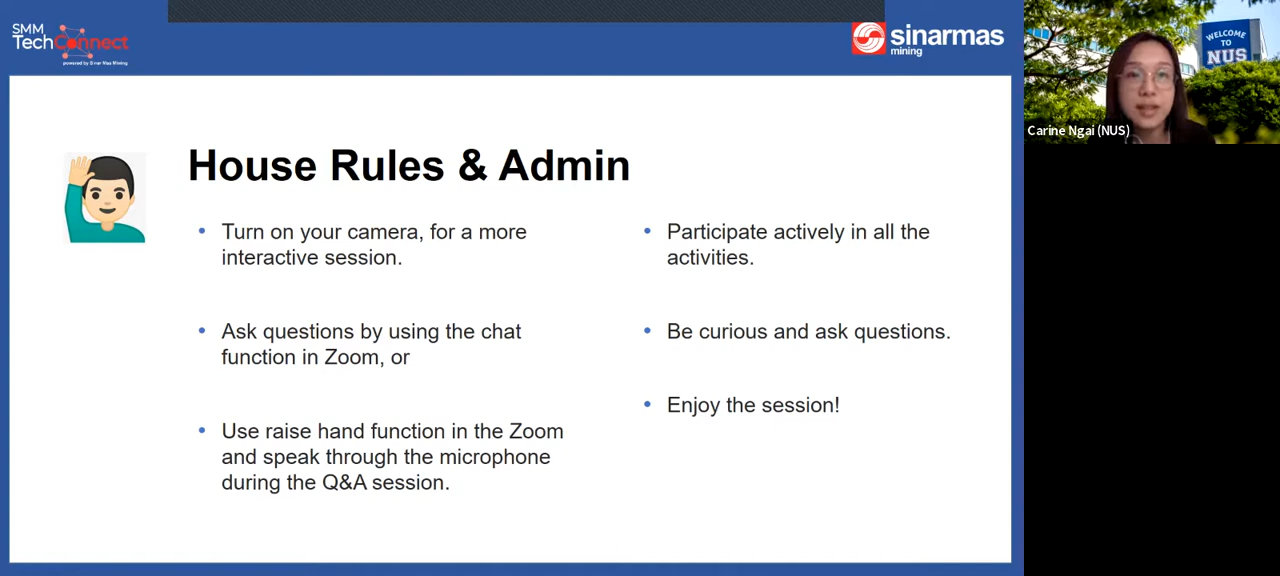 SMM
TechConnect
powered by Sinar Mas Mining
sinarmas
mining
House Rules & Admin
• Turn on your camera, for a more
interactive session.
• Ask questions by using the chat
function in Zoom, or
• Use raise hand function in the Zoom
and speak through the microphone
during the Q&A session.
• Participate actively in all the
activities.
• Be curious and ask questions.
• Enjoy the session!
WELCOME
TO
NUS
Carine Ngai (NUS)